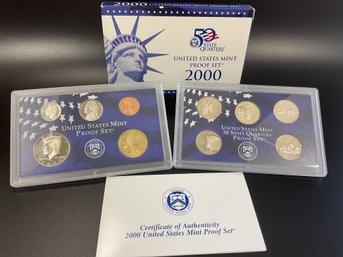 2000
50
STATE
QUARTERS®
UNITED STATES MINT
PROOF SET®
2000
UNITED STATES MINT
PROOF SET®
UNITED STATES MINT
50 STATE QUARTERS
PROOF SET®
Certificate of Authenticity
2000 United States Mint Proof Set®